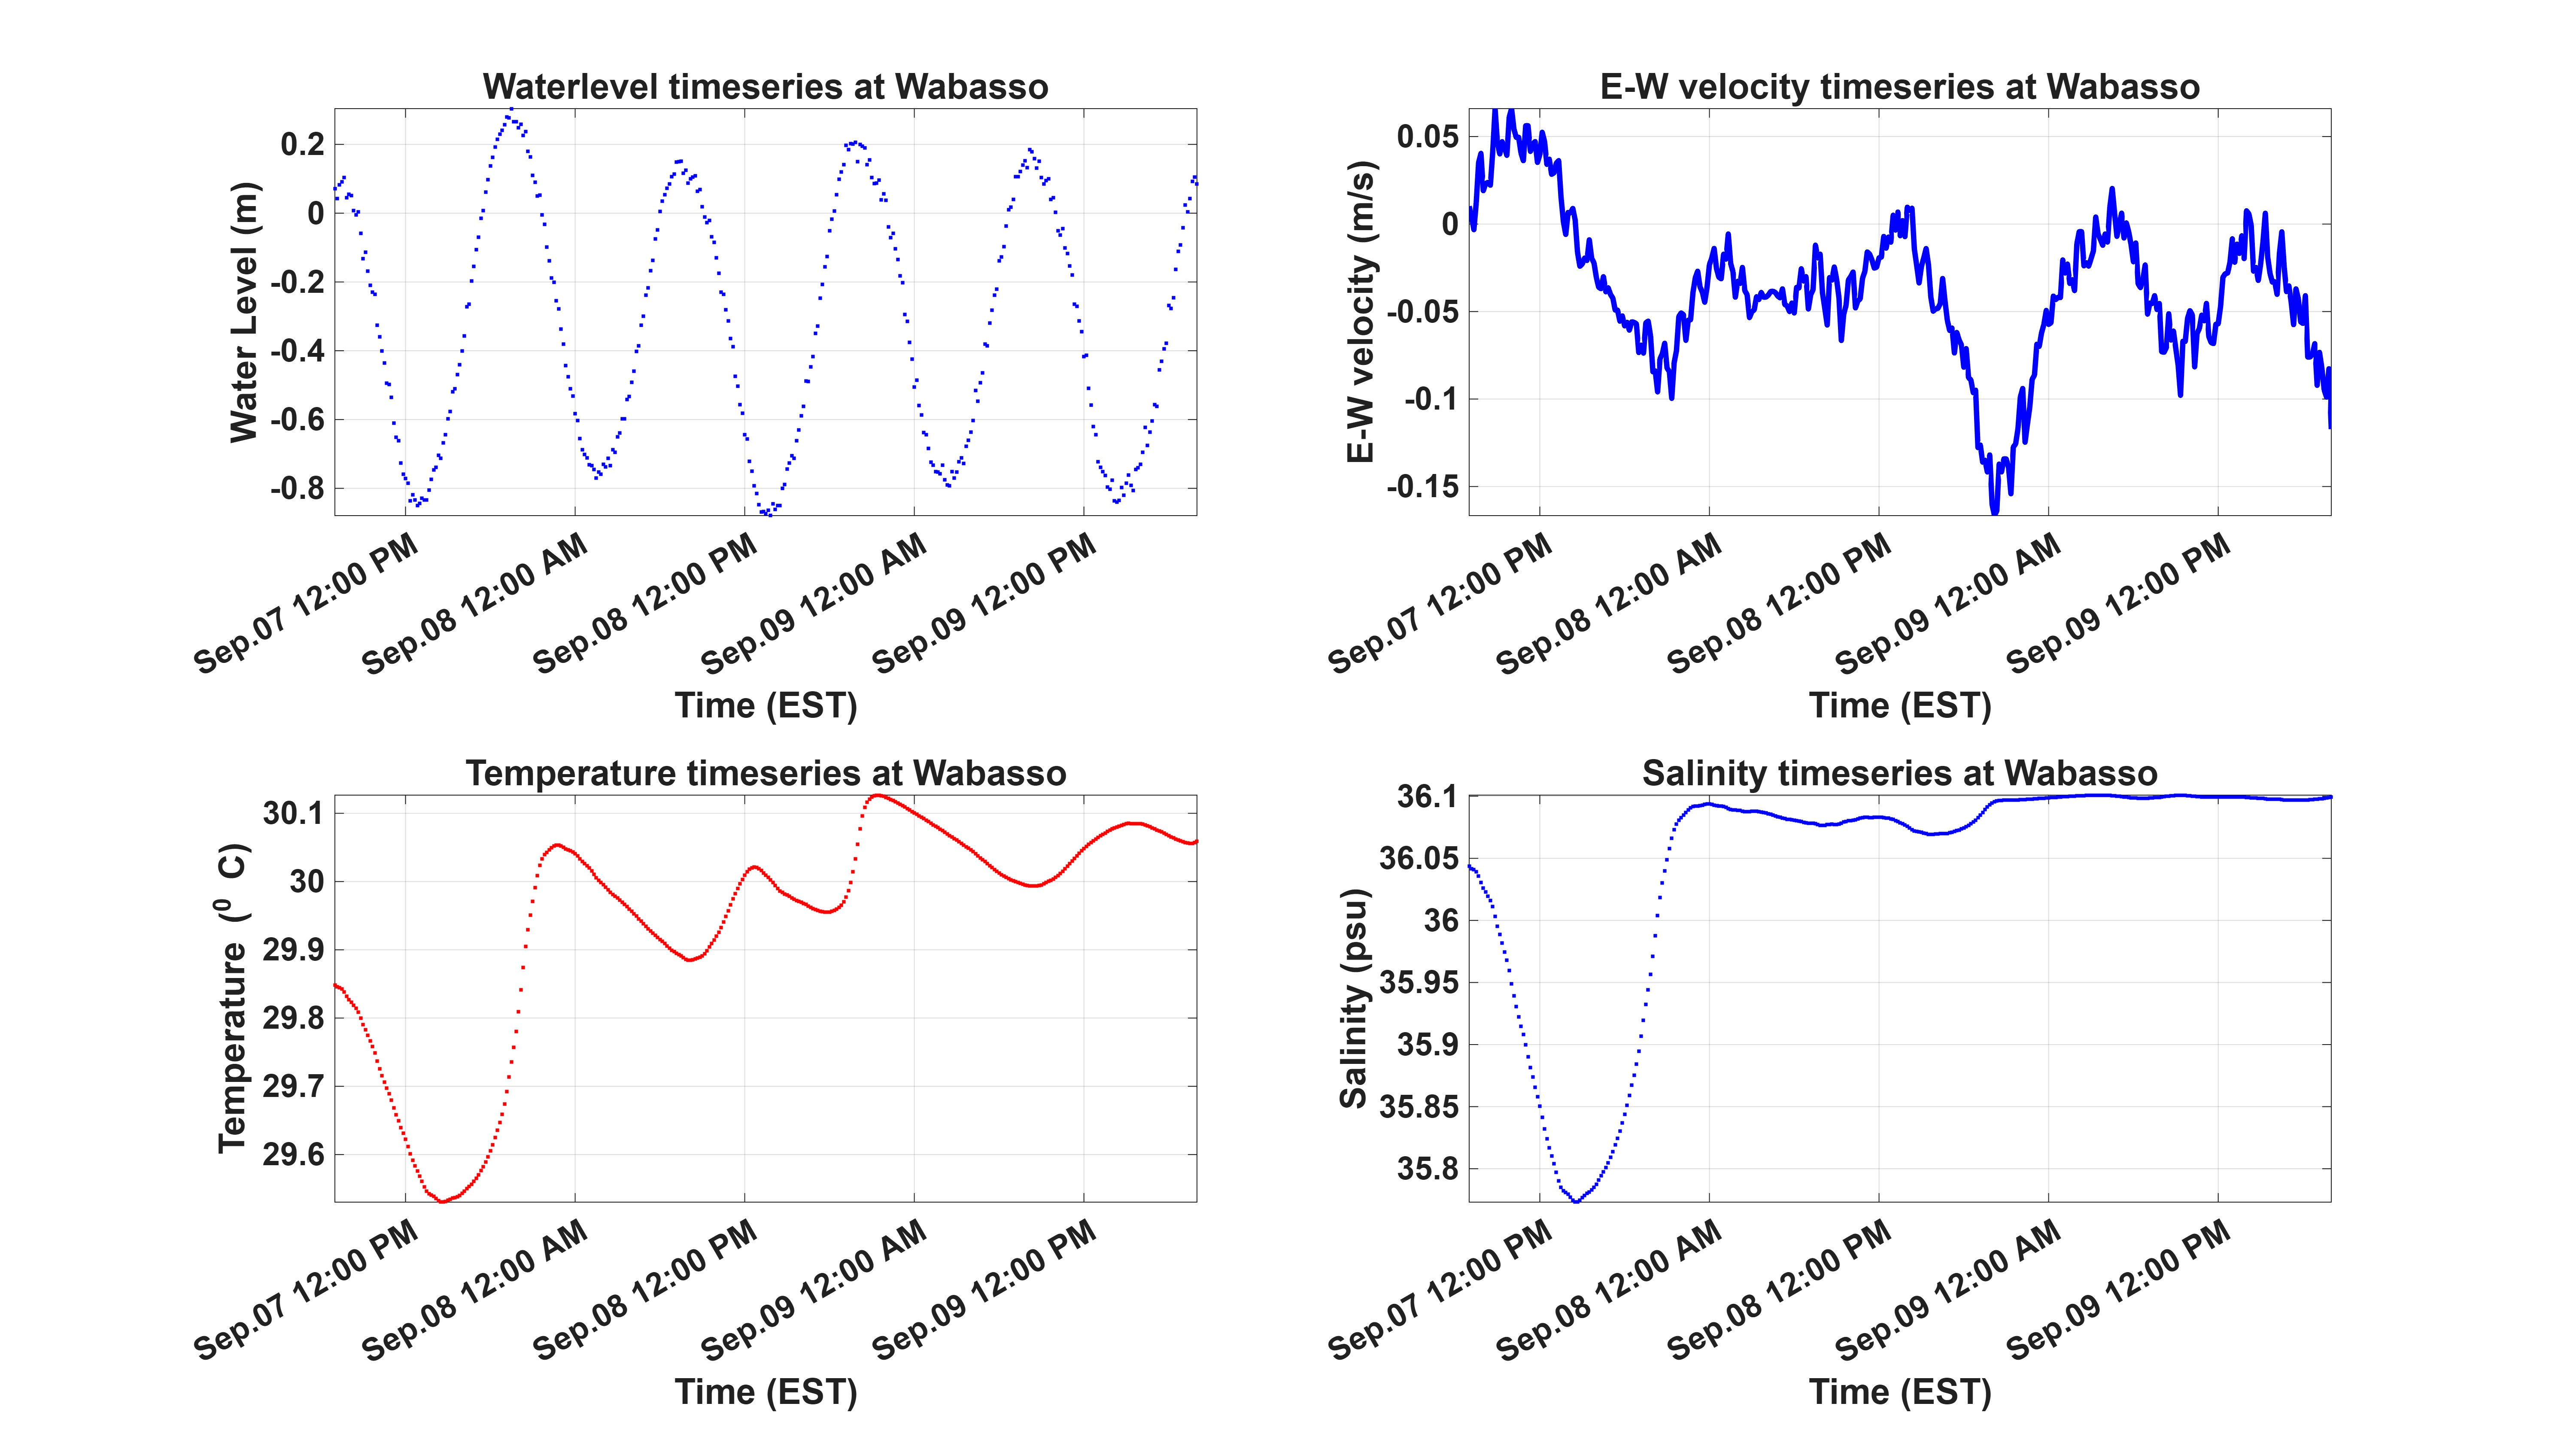 Waterlevel timeseries at Wabasso
Water Level (m)
0.2
0
-0.2
-0.4
-0.6
-0.8
Sep.07 12:00 PM
Sep.08 12:00 AM
Sep.08 12:00 PM
Sep.09 12:00 AM
Sep.09 12:00 PM
Time (EST)
E-W velocity timeseries at Wabasso
E-W velocity (m/s)
0.05
0
-0.05
-0.1
-0.15
Sep.07 12:00 PM
Sep.08 12:00 AM
Sep.08 12:00 PM
Sep.09 12:00 AM
Sep.09 12:00 PM
Time (EST)
Temperature timeseries at Wabasso
Temperature (⁰ C)
30.1
30
29.9
29.8
29.7
29.6
Sep.07 12:00 PM
Sep.08 12:00 AM
Sep.08 12:00 PM
Sep.09 12:00 AM
Sep.09 12:00 PM
Time (EST)
Salinity timeseries at Wabasso
Salinity (psu)
36.1
36.05
36
35.95
35.9
35.85
35.8
Sep.07 12:00 PM
Sep.08 12:00 AM
Sep.08 12:00 PM
Sep.09 12:00 AM
Sep.09 12:00 PM
Time (EST)